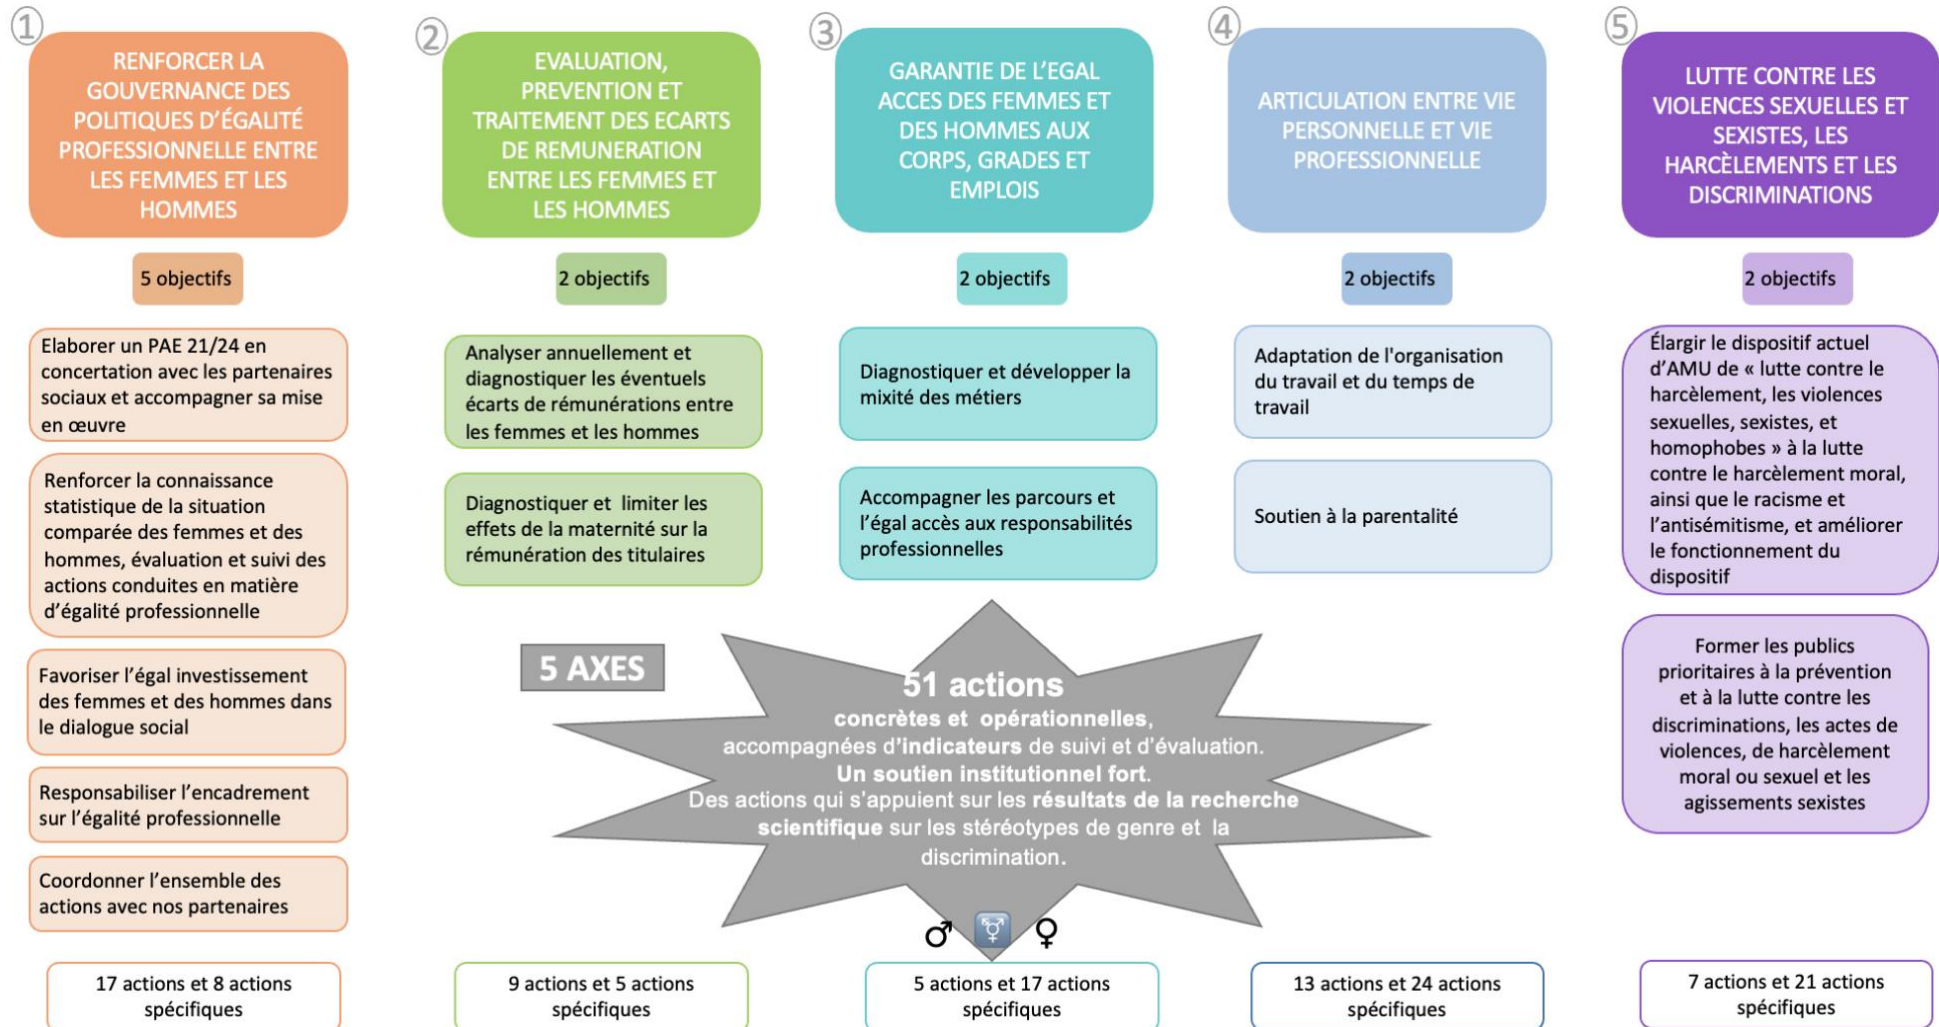 1
RENFORCER LA
GOUVERNANCE DES
POLITIQUES D’ÉGALITÉ
PROFESSIONNELLE ENTRE
LES FEMMES ET LES
HOMMES
5 objectifs
Elaborer un PAE 21/24 en
concertation avec les partenaires
sociaux et accompagner sa mise
en œuvre
Renforcer la connaissance
statistique de la situation
comparée des femmes et des
hommes, évaluation et suivi des
actions conduites en matière
d’égalité professionnelle
Favoriser l’égal investissement
des femmes et des hommes dans
le dialogue social
Responsabiliser l’encadrement
sur l’égalité professionnelle
Coordonner l’ensemble des
actions avec nos partenaires
17 actions et 8 actions
spécifiques
2
EVALUATION,
PREVENTION ET
TRAITEMENT DES ECARTS
DE REMUNERATION
ENTRE LES FEMMES ET
LES HOMMES
2 objectifs
Analyser annuellement et
diagnostiquer les éventuels
écarts de rémunérations entre
les femmes et les hommes
Diagnostiquer et limiter les
effets de la maternité sur la
rémunération des titulaires
9 actions et 5 actions
spécifiques
3
GARANTIE DE L’EGAL
ACCES DES FEMMES ET
DES HOMMES AUX
CORPS, GRADES ET
EMPLOIS
2 objectifs
Diagnostiquer et développer la
mixité des métiers
Accompagner les parcours et
l’égal accès aux responsabilités
professionnelles
5 actions et 17 actions
spécifiques
4
ARTICULATION ENTRE VIE
PERSONNELLE ET VIE
PROFESSIONNELLE
2 objectifs
Adaptation de l'organisation
du travail et du temps de
travail
Soutien à la parentalité
13 actions et 24 actions
spécifiques
5
LUTTE CONTRE LES
VIOLENCES SEXUELLES ET
SEXISTES, LES
HARCÈLEMENTS ET LES
DISCRIMINATIONS
2 objectifs
Élargir le dispositif actuel
d’AMU de « lutte contre le
harcèlement, les violences
sexuelles, sexistes, et
homophobes » à la lutte
contre le harcèlement moral,
ainsi que le racisme et
l’antisémitisme, et améliorer
le fonctionnement du
dispositif
Former les publics
prioritaires à la prévention
et à la lutte contre les
discriminations, les actes de
violences, de harcèlement
moral ou sexuel et les
agissements sexistes
7 actions et 21 actions
spécifiques
5 AXES
51 actions
concrètes et opérationnelles,
accompagnées d’indicateurs de suivi et d'évaluation.
Un soutien institutionnel fort.
Des actions qui s'appuient sur les résultats de la recherche
scientifique sur les stéréotypes de genre et la
discrimination.